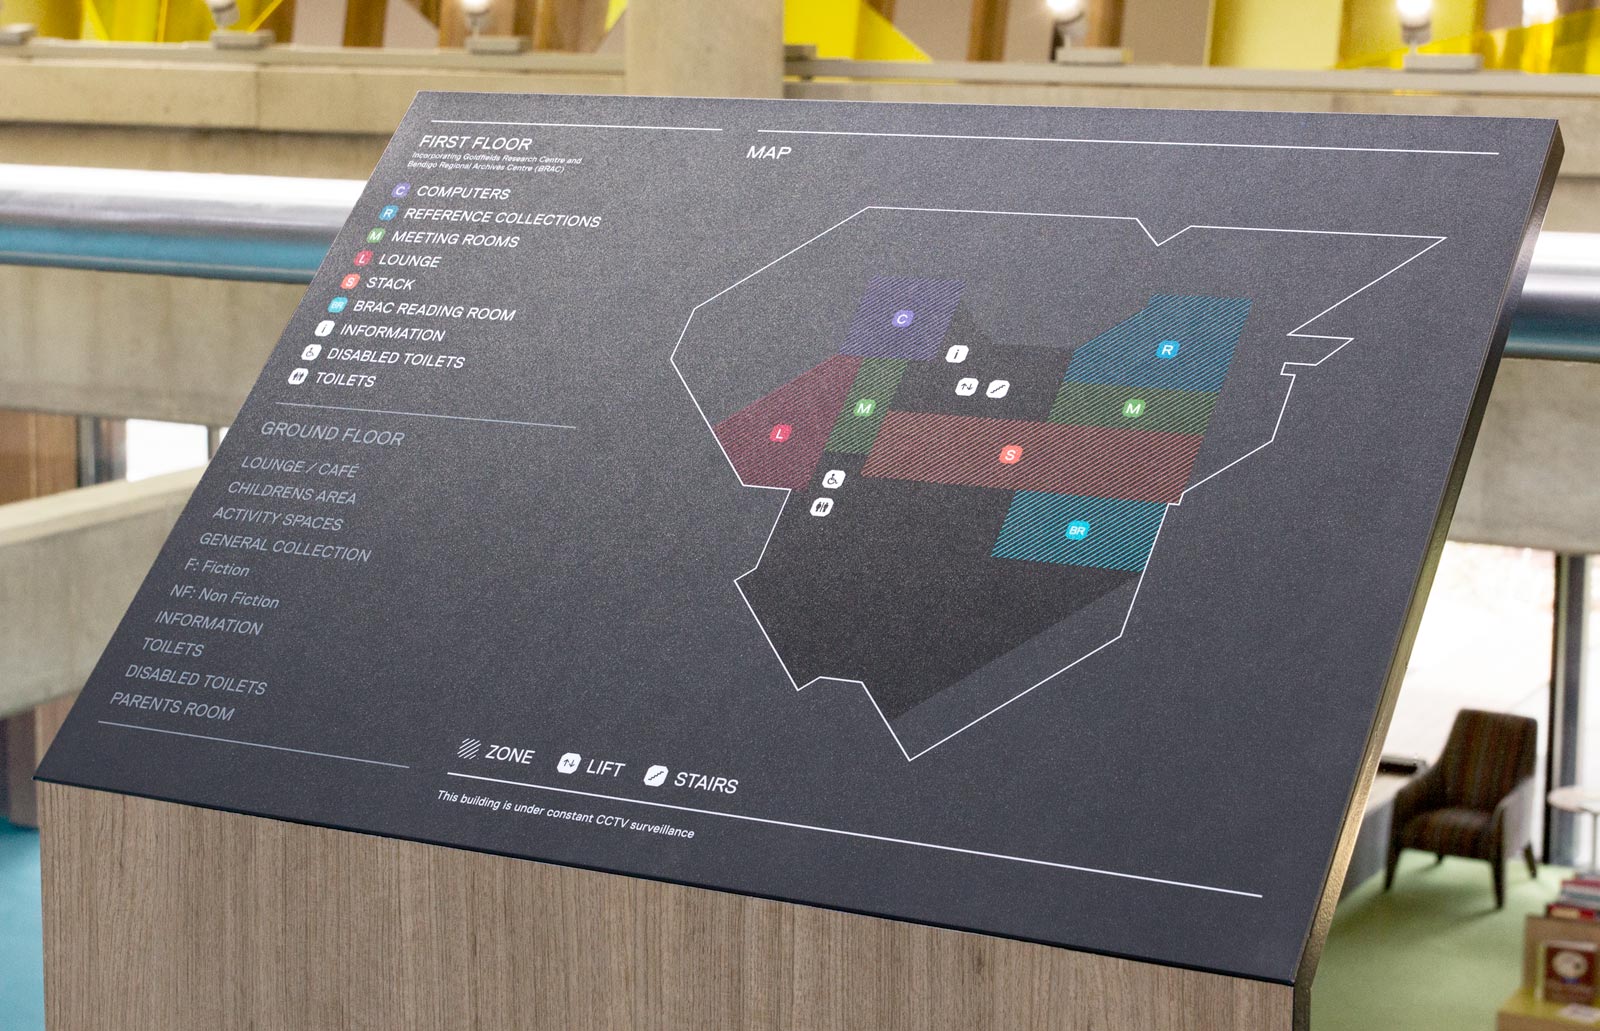 FIRST FLOOR
Incorporating Goldfields Research Centre and
Bendigo Regional Archives Centre (BRAC)
C COMPUTERS
R REFERENCE COLLECTIONS
M MEETING ROOMS
L LOUNGE
S STACK
BR BRAC READING ROOM
i INFORMATION
DISABLED TOILETS
TOILETS
GROUND FLOOR
LOUNGE / CAFÉ
CHILDRENS AREA
ACTIVITY SPACES
GENERAL COLLECTION
F: Fiction
NF: Non Fiction
INFORMATION
TOILETS
DISABLED TOILETS
PARENTS ROOM
MAP
C
i
R
M
M
L
S
BR
ZONE LIFT STAIRS
This building is under constant CCTV surveillance